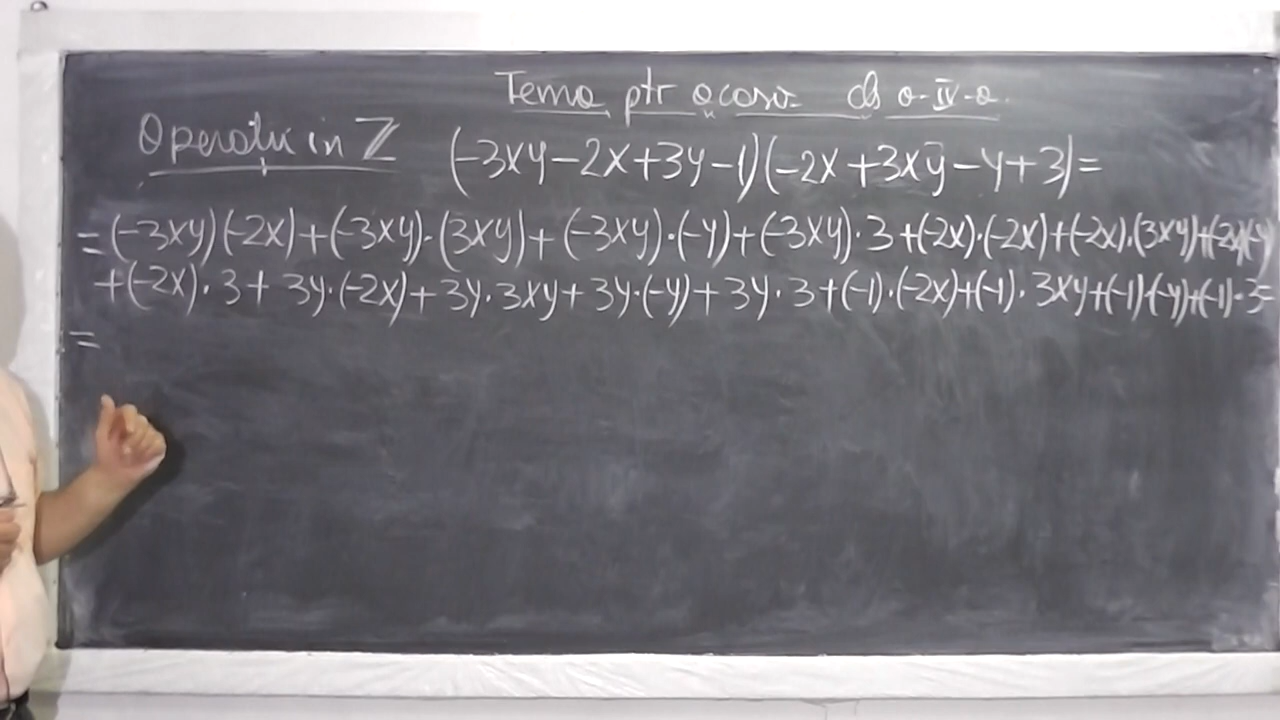 Tema ptr acasa cls a-IV-a.
Operatii in ℤ (-3xy-2x+3y-1)(-2x+3xy-y+3)=
=(-3xy)(-2x)+(-3xy)·(3xy)+(-3xy)·(-y)+(-3xy)·3+(-2x)·(-2x)+(-2x)·(3xy)+(-2x)(-y)
+(-2x)·3+3y·(-2x)+3y·3xy+3y·(-y)+3y·3+(-1)·(-2x)+(-1)·3xy+(-1)·(-y)+(-1)·3=
=